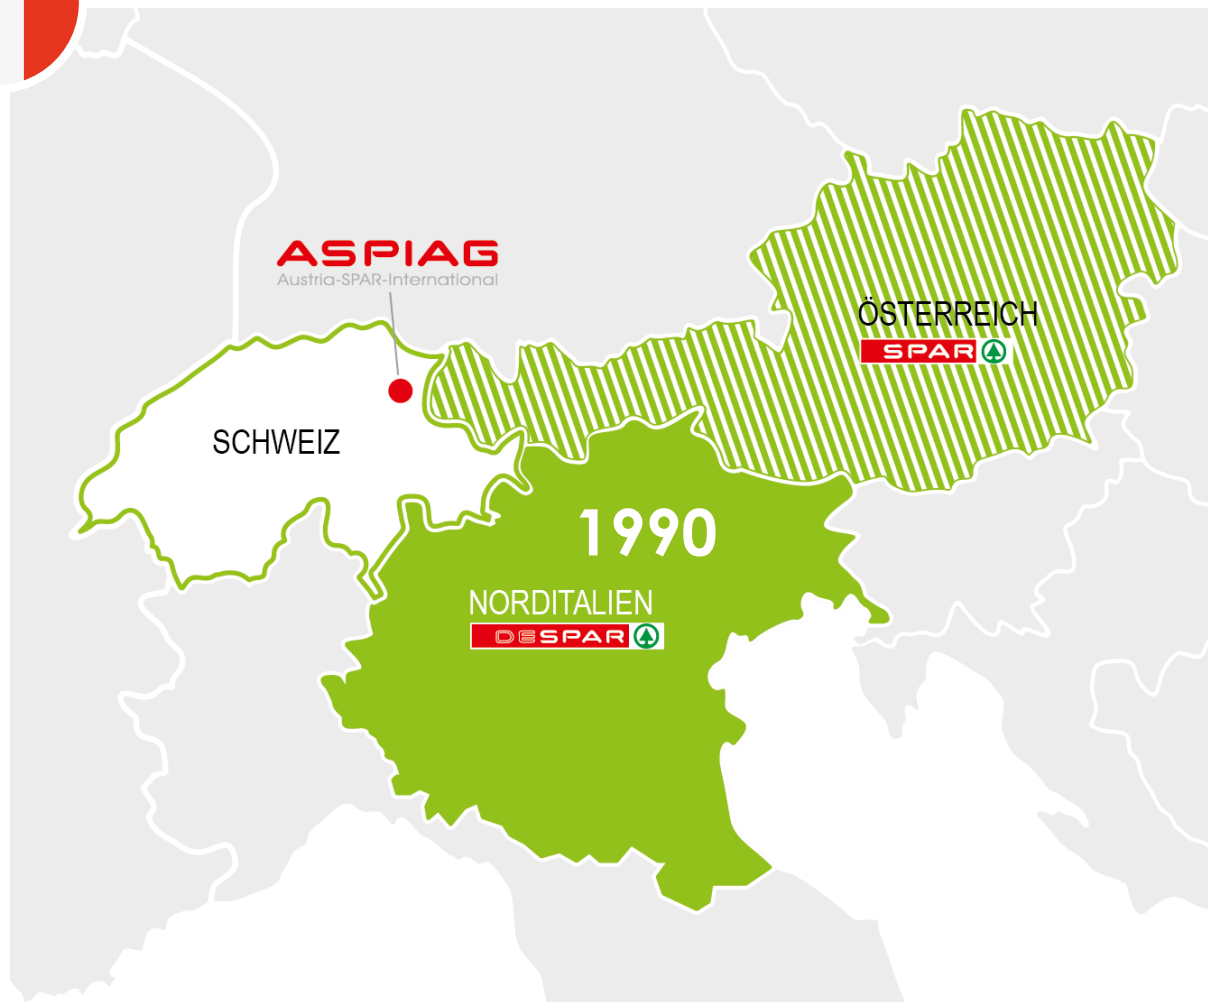 ASPIAG
Austria-SPAR-International
ÖSTERREICH
SPAR
SCHWEIZ
1990
NORDITALIEN
DESPAR